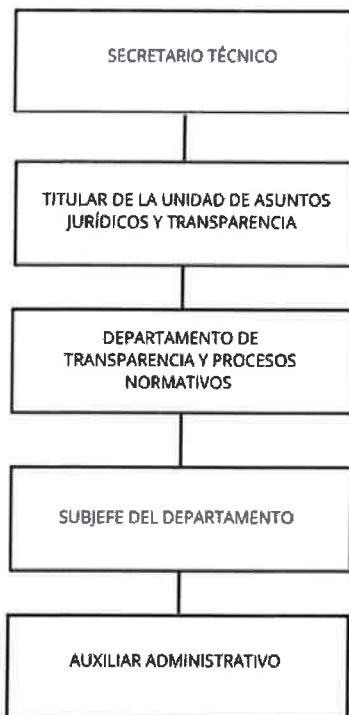 SECRETARIO TÉCNICO
TITULAR DE LA UNIDAD DE ASUNTOS
JURÍDICOS Y TRANSPARENCIA
DEPARTAMENTO DE
TRANSPARENCIA Y PROCESOS
NORMATIVOS
SUBJEFE DEL DEPARTAMENTO
AUXILIAR ADMINISTRATIVO